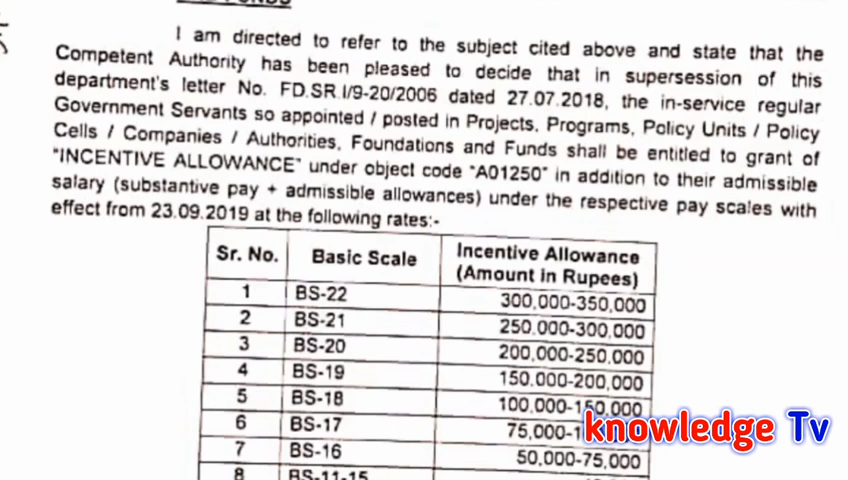 I am directed to refer to the subject cited above and state that the
Competent Authority has been pleased to decide that in supersession of this
department's letter No. FD.SR.I/9-20/2006 dated 27.07.2018, the in-service regular
Government Servants so appointed / posted in Projects, Programs, Policy Units / Policy
Cells / Companies / Authorities, Foundations and Funds shall be entitled to grant of
"INCENTIVE ALLOWANCE" under object code "A01250" in addition to their admissible
salary (substantive pay + admissible allowances) under the respective pay scales with
effect from 23.09.2019 at the following rates:-
Sr. No. Basic Scale Incentive Allowance
(Amount in Rupees)
1 BS-22 300,000-350,000
2 BS-21 250.000-300,000
3 BS-20 200,000-250.000
4 BS-19 150.000-200,000
5 BS-18 100,000-150,000
6 BS-17 75,000-
7 BS-16 50,000-75,000
8 BS-11-15
knowledge Tv